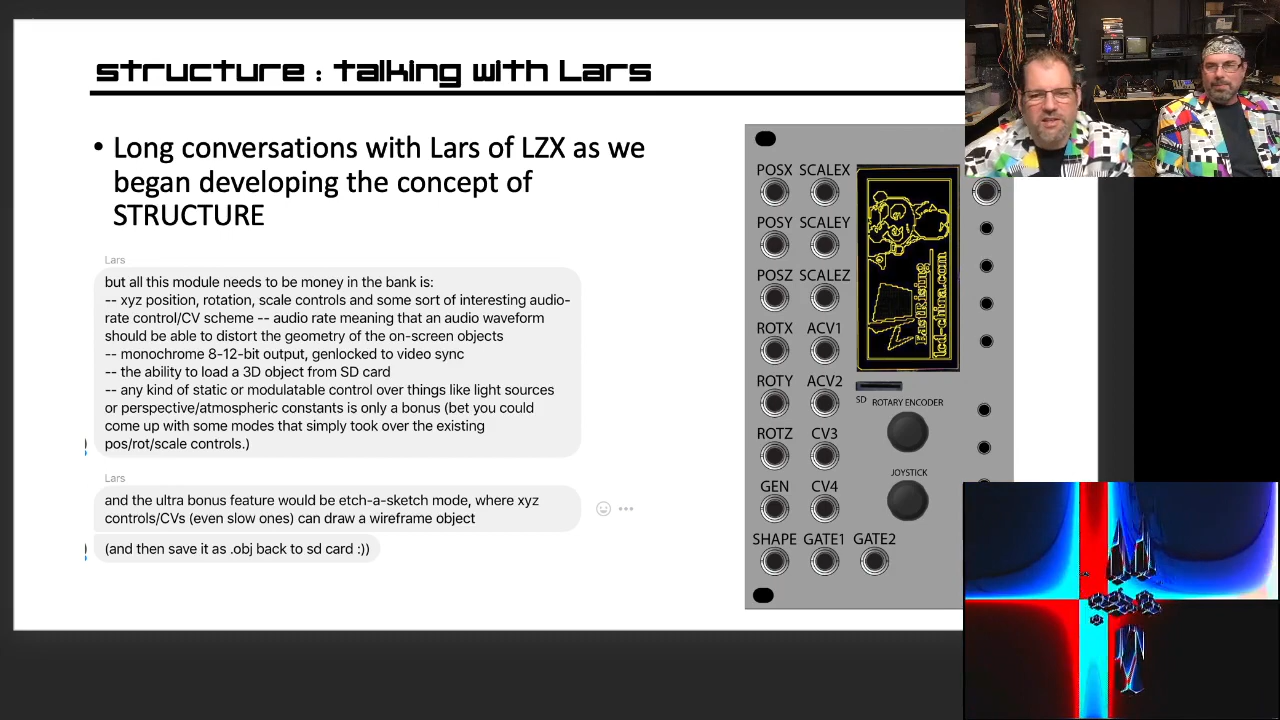 structure : talking with Lars
• Long conversations with Lars of LZX as we
began developing the concept of
STRUCTURE
Lars
but all this module needs to be money in the bank is:
-- xyz position, rotation, scale controls and some sort of interesting audio-
rate control/CV scheme -- audio rate meaning that an audio waveform
should be able to distort the geometry of the on-screen objects
-- monochrome 8-12-bit output, genlocked to video sync
-- the ability to load a 3D object from SD card
-- any kind of static or modulatable control over things like light sources
or perspective/atmospheric constants is only a bonus (bet you could
come up with some modes that simply took over the existing
pos/rot/scale controls.)
Lars
and the ultra bonus feature would be etch-a-sketch mode, where xyz
controls/CVs (even slow ones) can draw a wireframe object
(and then save it as .obj back to sd card :))
POSX SCALEX
POSY SCALEY
POSZ SCALEZ
ROTX ACV1
ROTY ACV2
ROTZ CV3
GEN CV4
SHAPE GATE1 GATE2
EastRising
lcd-china.com
SD ROTARY ENCODER
JOYSTICK